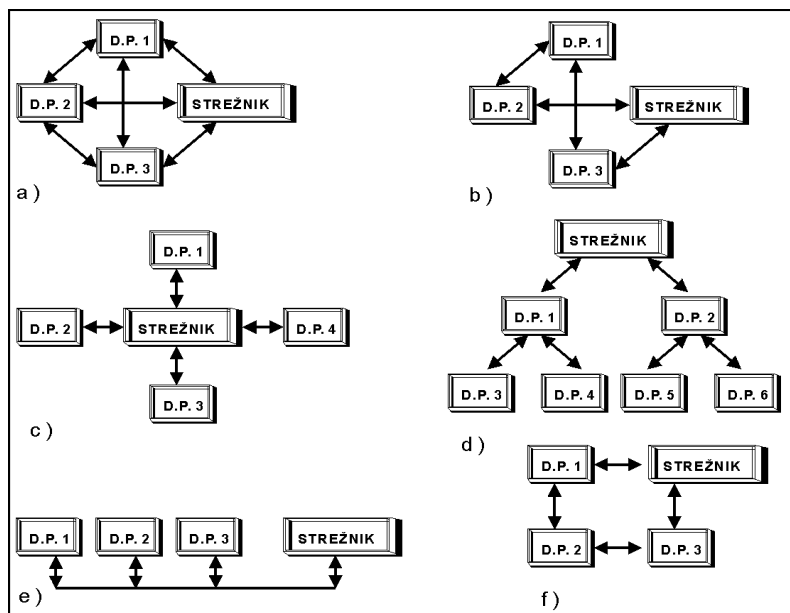 D.P. 1
D.P. 2
STREŽNIK
D.P. 3
a )
D.P. 1
D.P. 2
STREŽNIK
D.P. 3
b )
D.P. 1
D.P. 2
STREŽNIK
D.P. 4
D.P. 3
c )
STREŽNIK
D.P. 1
D.P. 2
D.P. 3
D.P. 4
D.P. 5
D.P. 6
d )
D.P. 1
D.P. 2
D.P. 3
STREŽNIK
e )
D.P. 1
STREŽNIK
D.P. 2
D.P. 3
f )